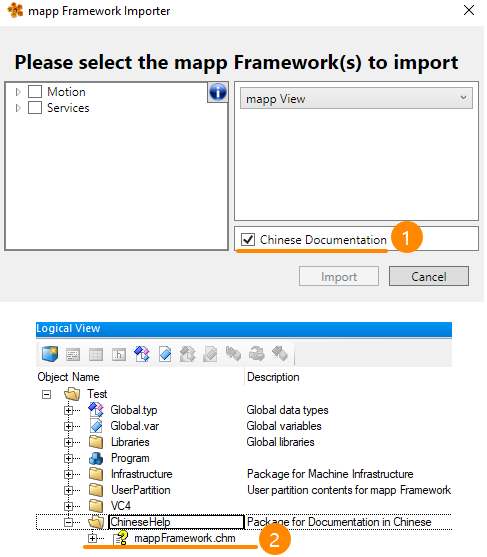 mapp Framework Importer
Please select the mapp Framework(s) to import
Motion
Services
mapp View
Chinese Documentation
1
Import
Cancel
Logical View
Object Name Description
Test
Global.typ Global data types
Global.var Global variables
Libraries Global libraries
Program
Infrastructure Package for Machine Infrastructure
UserPartition User partition contents for mapp Framework
VC4
ChineseHelp Package for Documentation in Chinese
mappFramework.chm 2